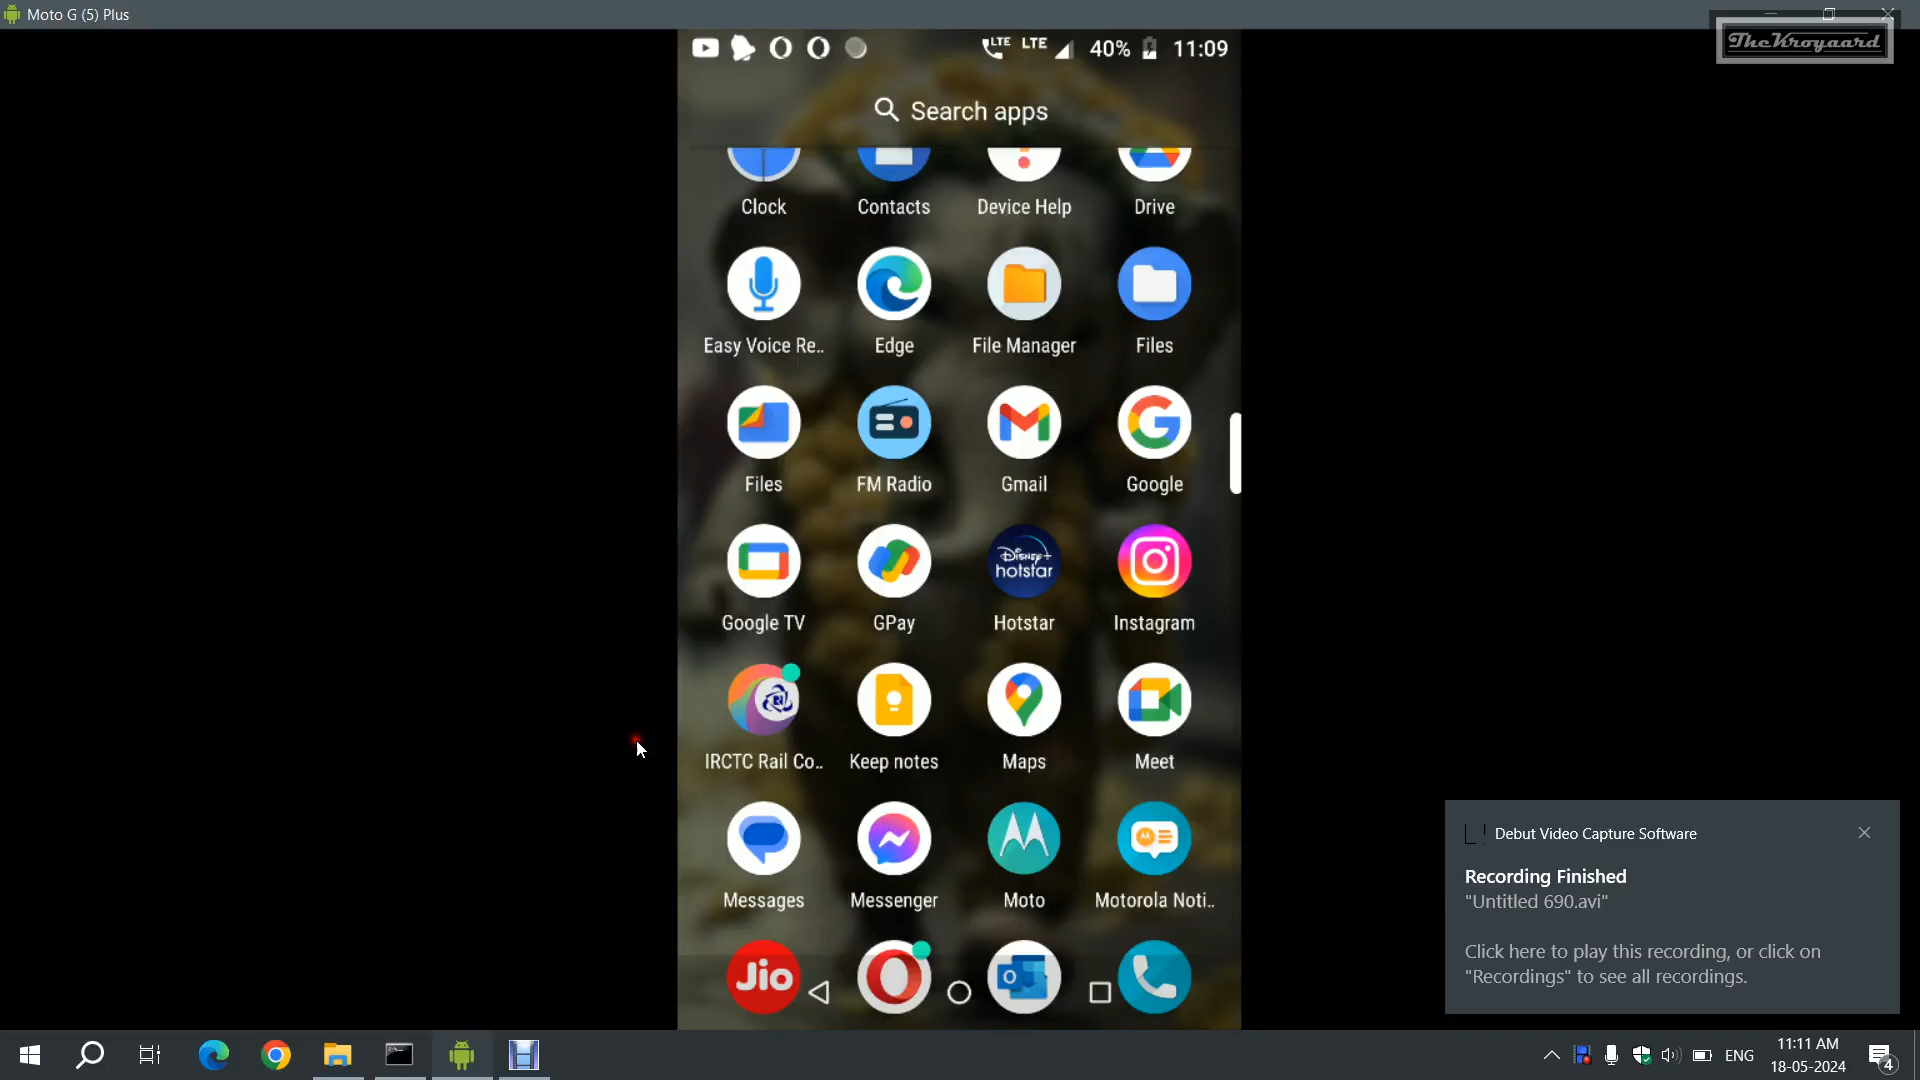 Moto G (5) Plus
TheKroyaard
LTE LTE 40% 11:09
Search apps
Clock Contacts Device Help Drive
Easy Voice Re.. Edge File Manager Files
Files FM Radio Gmail Google
Disney+
hotstar
Google TV GPay Hotstar Instagram
IRCTC Rail Co.. Keep notes Maps Meet
Messages Messenger Moto Motorola Noti..
Jio
Debut Video Capture Software
Recording Finished
"Untitled 690.avi"
Click here to play this recording, or click on
"Recordings" to see all recordings.
ENG
11:11 AM
18-05-2024
4